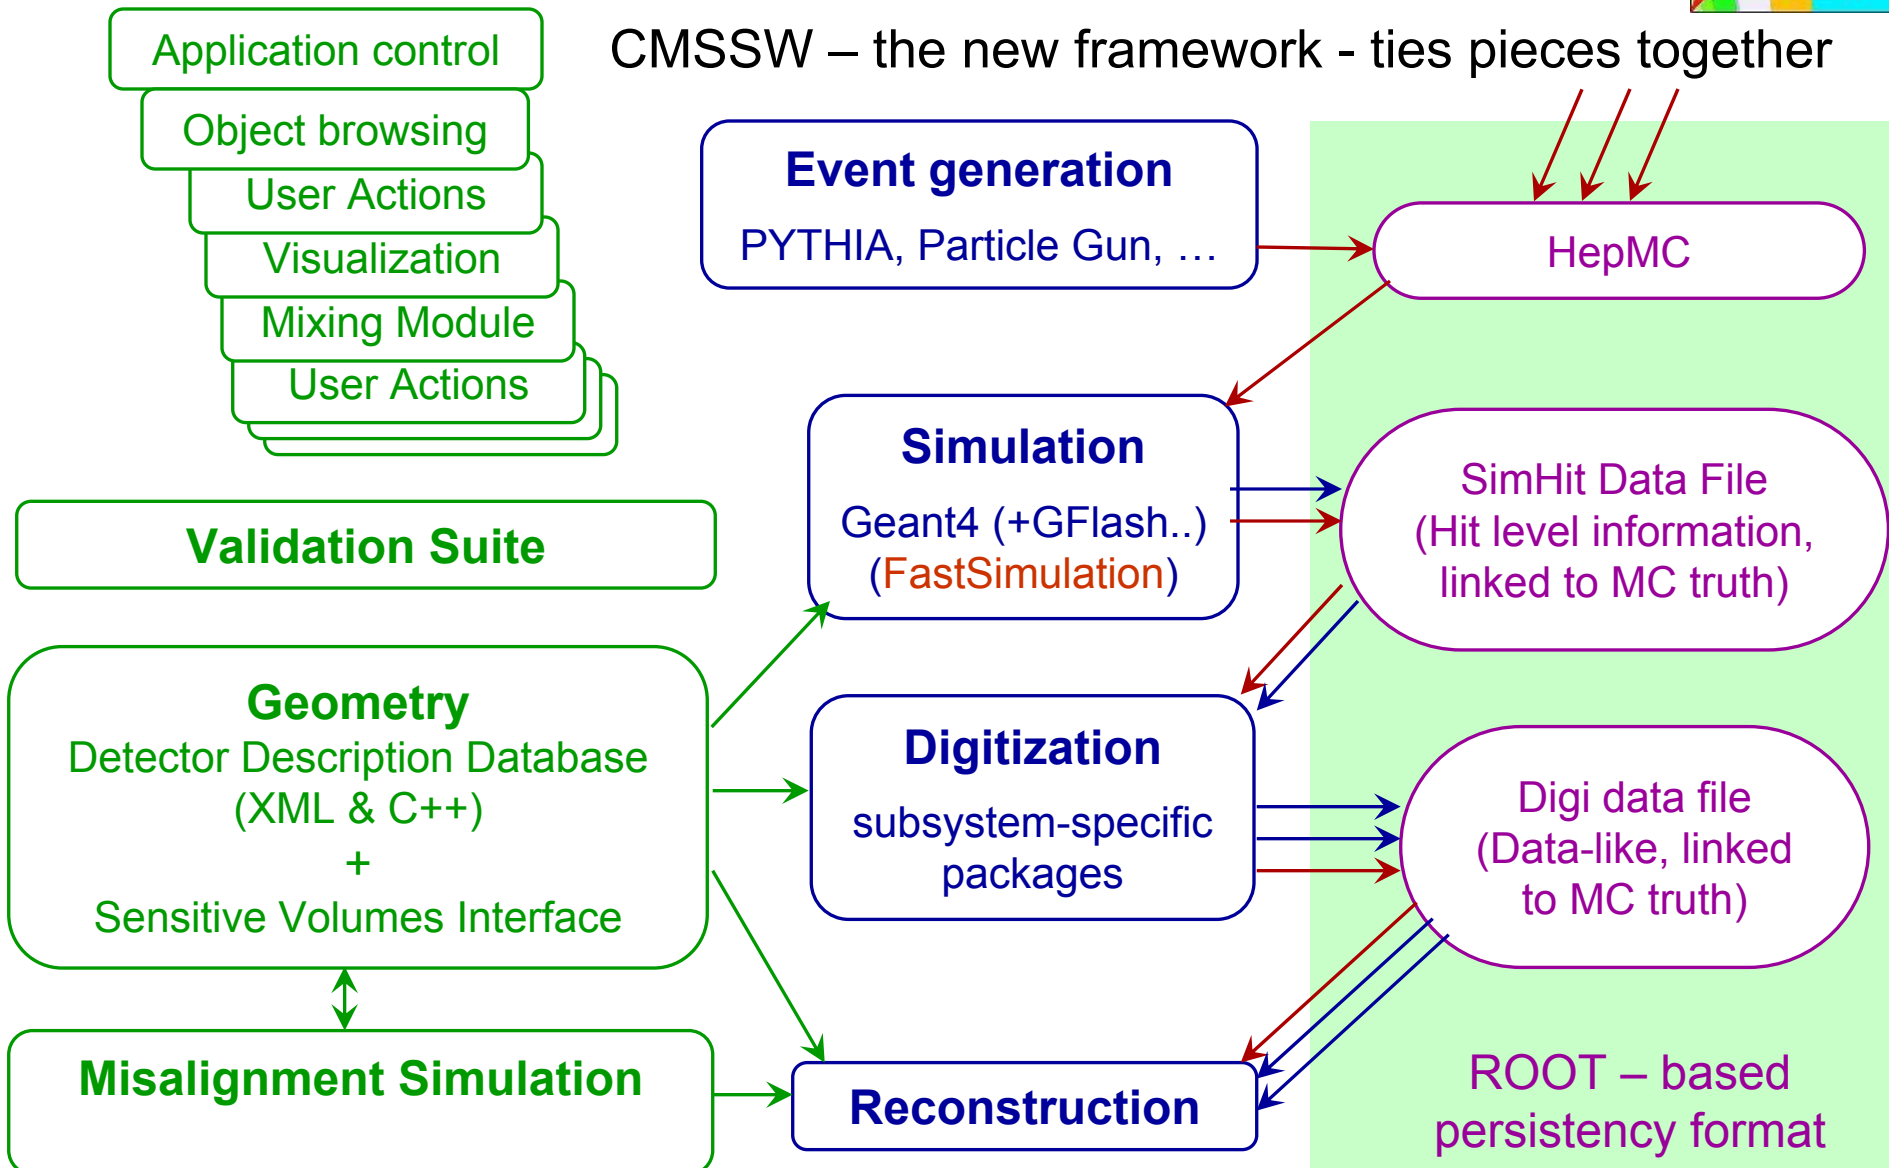 CMSSW – the new framework - ties pieces together
Application control
Object browsing
User Actions
Visualization
Mixing Module
User Actions
Validation Suite
Geometry
Detector Description Database
(XML & C++)
+
Sensitive Volumes Interface
Misalignment Simulation
Event generation
PYTHIA, Particle Gun, …
Simulation
Geant4 (+GFlash..)
(FastSimulation)
Digitization
subsystem-specific
packages
Reconstruction
HepMC
SimHit Data File
(Hit level information,
linked to MC truth)
Digi data file
(Data-like, linked
to MC truth)
ROOT – based
persistency format